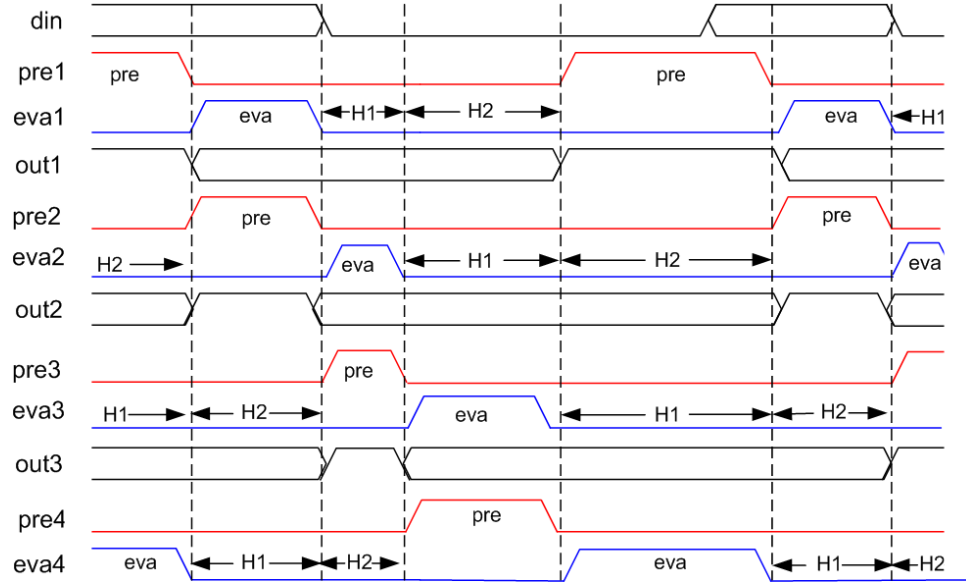 din
pre1 pre pre
eva1 eva H1 H2 eva H1
out1
pre2 pre pre
eva2 H2 eva H1 H2 eva
out2
pre3 pre
eva3 H1 H2 eva H1 H2
out3
pre4 pre
eva4 eva H1 H2 eva H1 H2